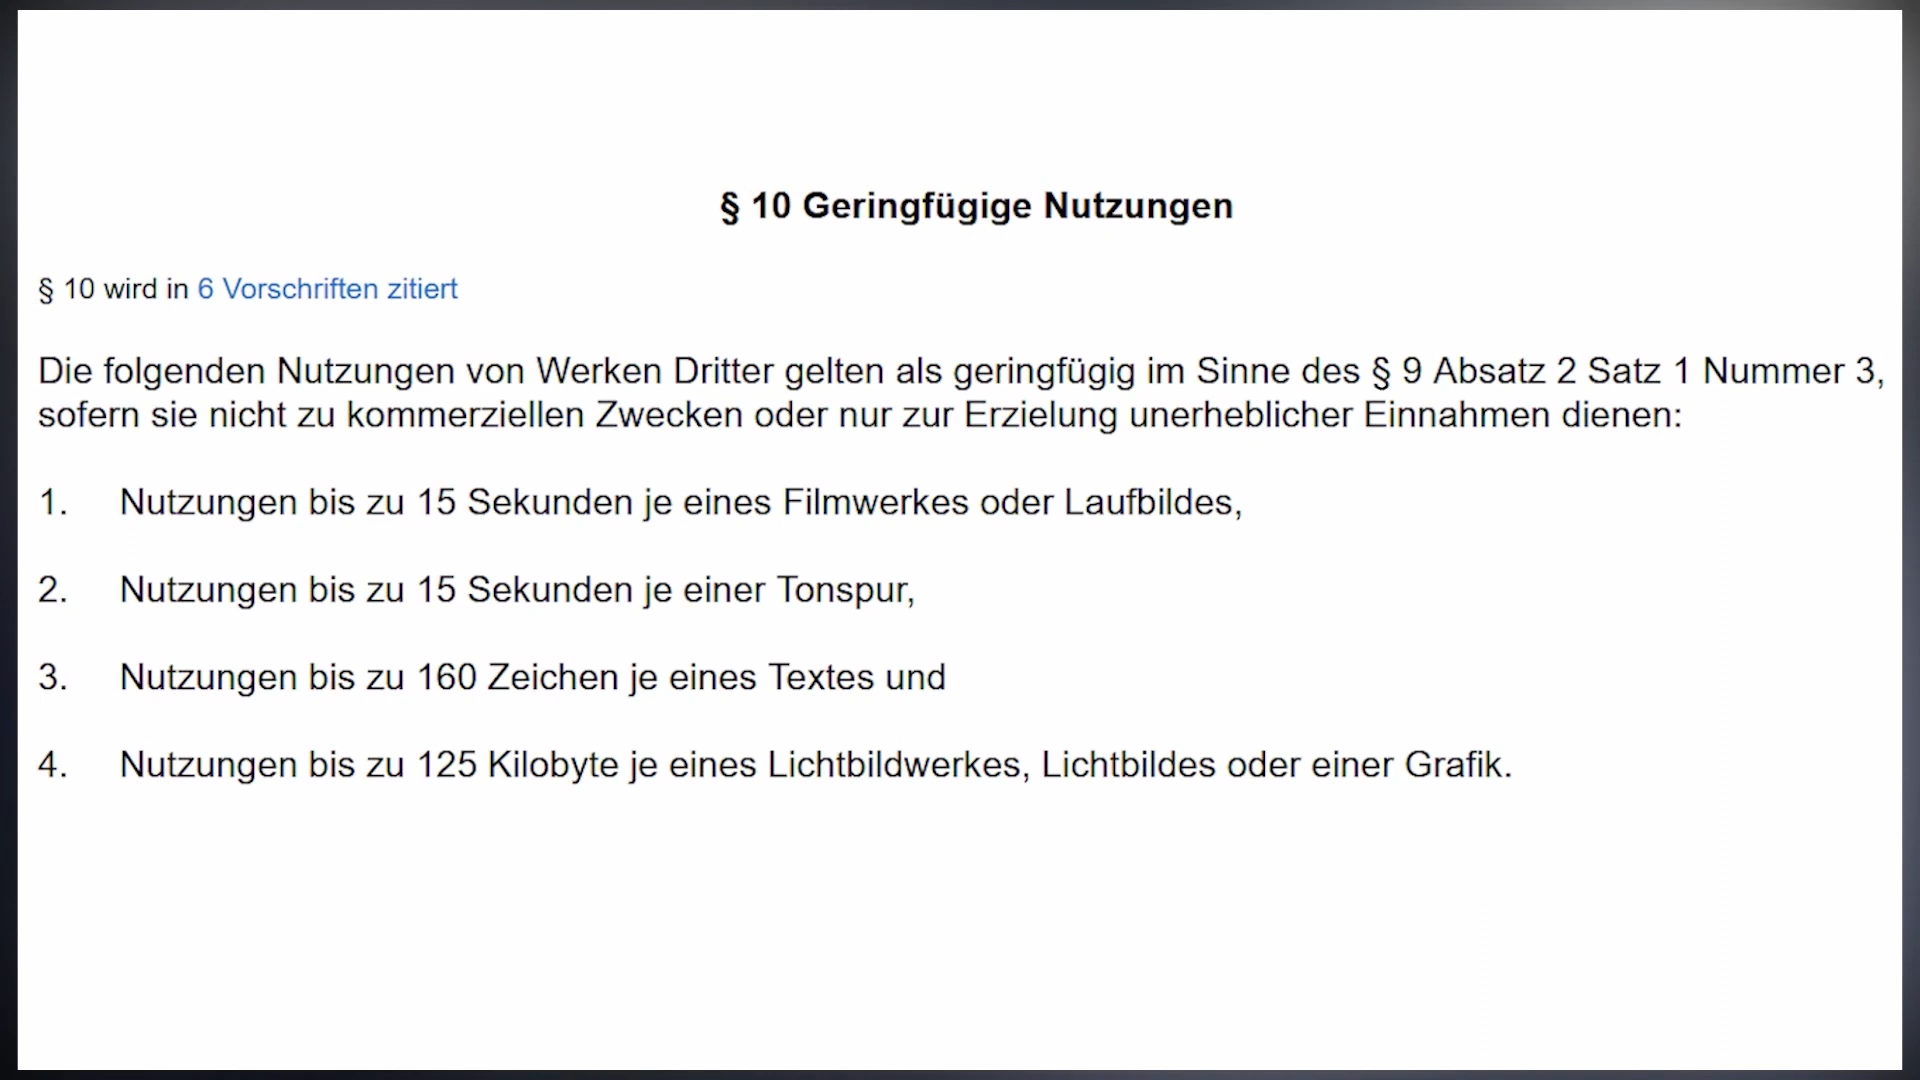 § 10 Geringfügige Nutzungen
§ 10 wird in 6 Vorschriften zitiert
Die folgenden Nutzungen von Werken Dritter gelten als geringfügig im Sinne des § 9 Absatz 2 Satz 1 Nummer 3,
sofern sie nicht zu kommerziellen Zwecken oder nur zur Erzielung unerheblicher Einnahmen dienen:
1. Nutzungen bis zu 15 Sekunden je eines Filmwerkes oder Laufbildes,
2. Nutzungen bis zu 15 Sekunden je einer Tonspur,
3. Nutzungen bis zu 160 Zeichen je eines Textes und
4. Nutzungen bis zu 125 Kilobyte je eines Lichtbildwerkes, Lichtbildes oder einer Grafik.